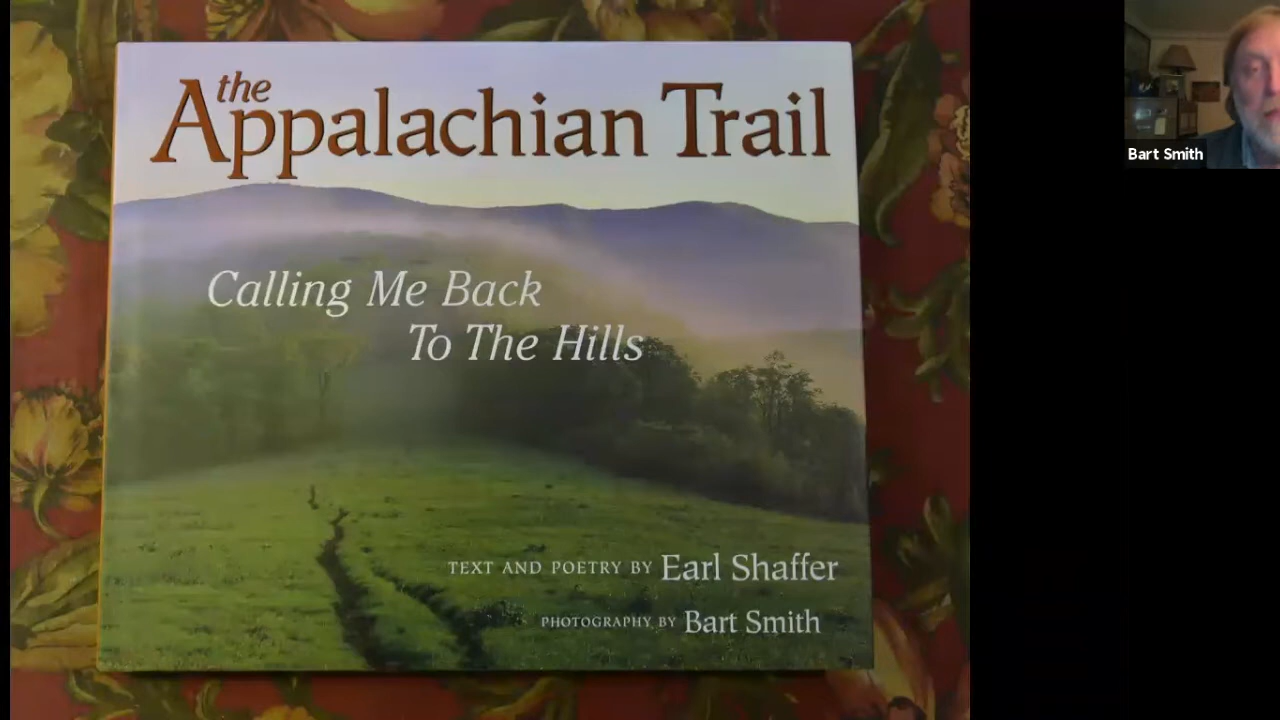 the
Appalachian Trail
Calling Me Back
To The Hills
TEXT AND POETRY BY Earl Shaffer
PHOTOGRAPHY BY Bart Smith
Bart Smith